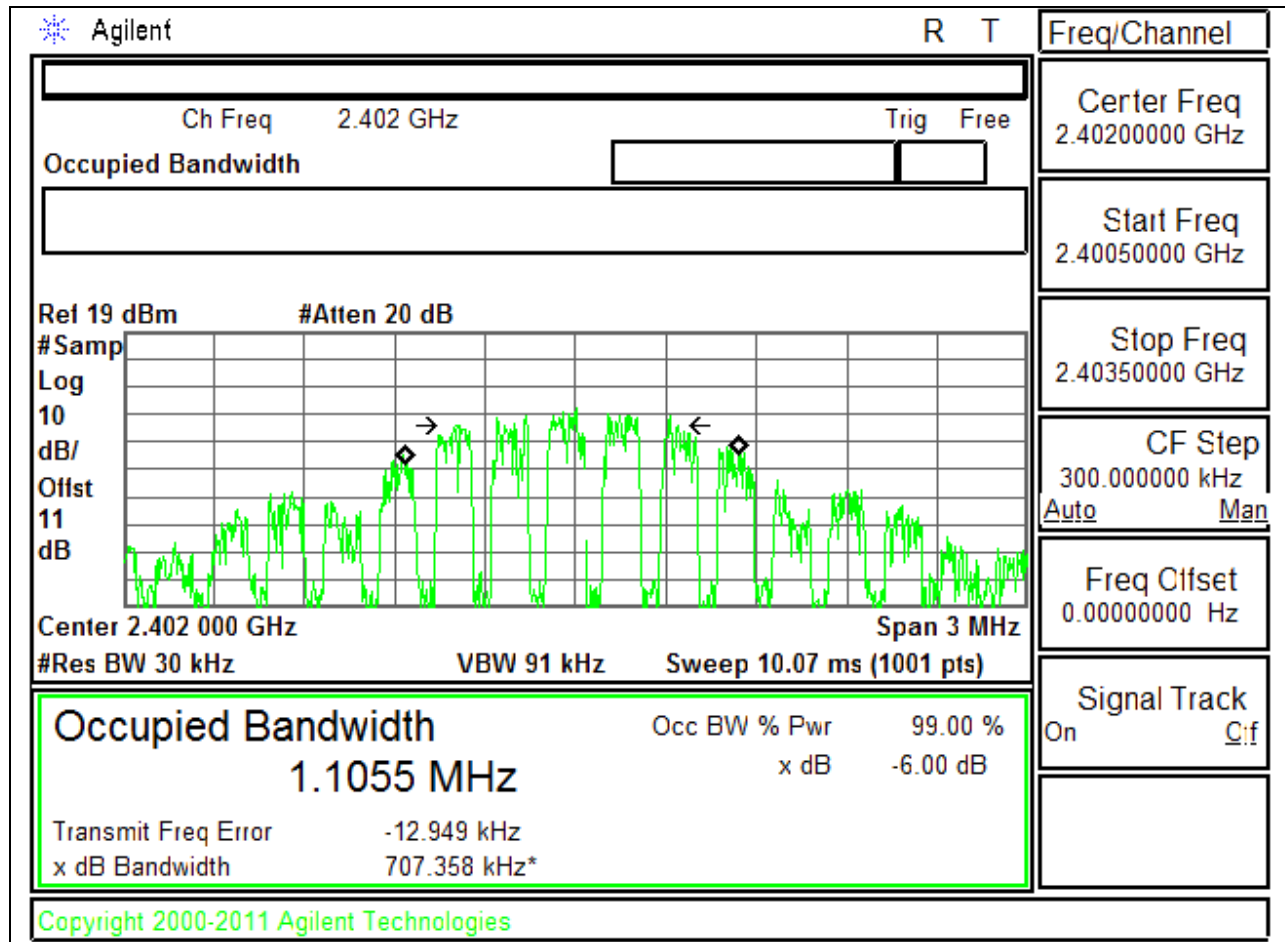 Agilent R T
Freq/Channel
Ch Freq 2.402 GHz Trig Free
Occupied Bandwidth
Center Freq
2.40200000 GHz
Start Freq
2.40050000 GHz
Stop Freq
2.40350000 GHz
CF Step
300.000000 kHz
Auto Man
Freq Offset
0.00000000 Hz
Signal Track
On Off
Ref 19 dBm #Atten 20 dB
#Samp
Log
10
dB/
Offst
11
dB
Center 2.402 000 GHz Span 3 MHz
#Res BW 30 kHz VBW 91 kHz Sweep 10.07 ms (1001 pts)
Occupied Bandwidth
1.1055 MHz
Occ BW % Pwr 99.00 %
x dB -6.00 dB
Transmit Freq Error -12.949 kHz
x dB Bandwidth 707.358 kHz*
Copyright 2000-2011 Agilent Technologies